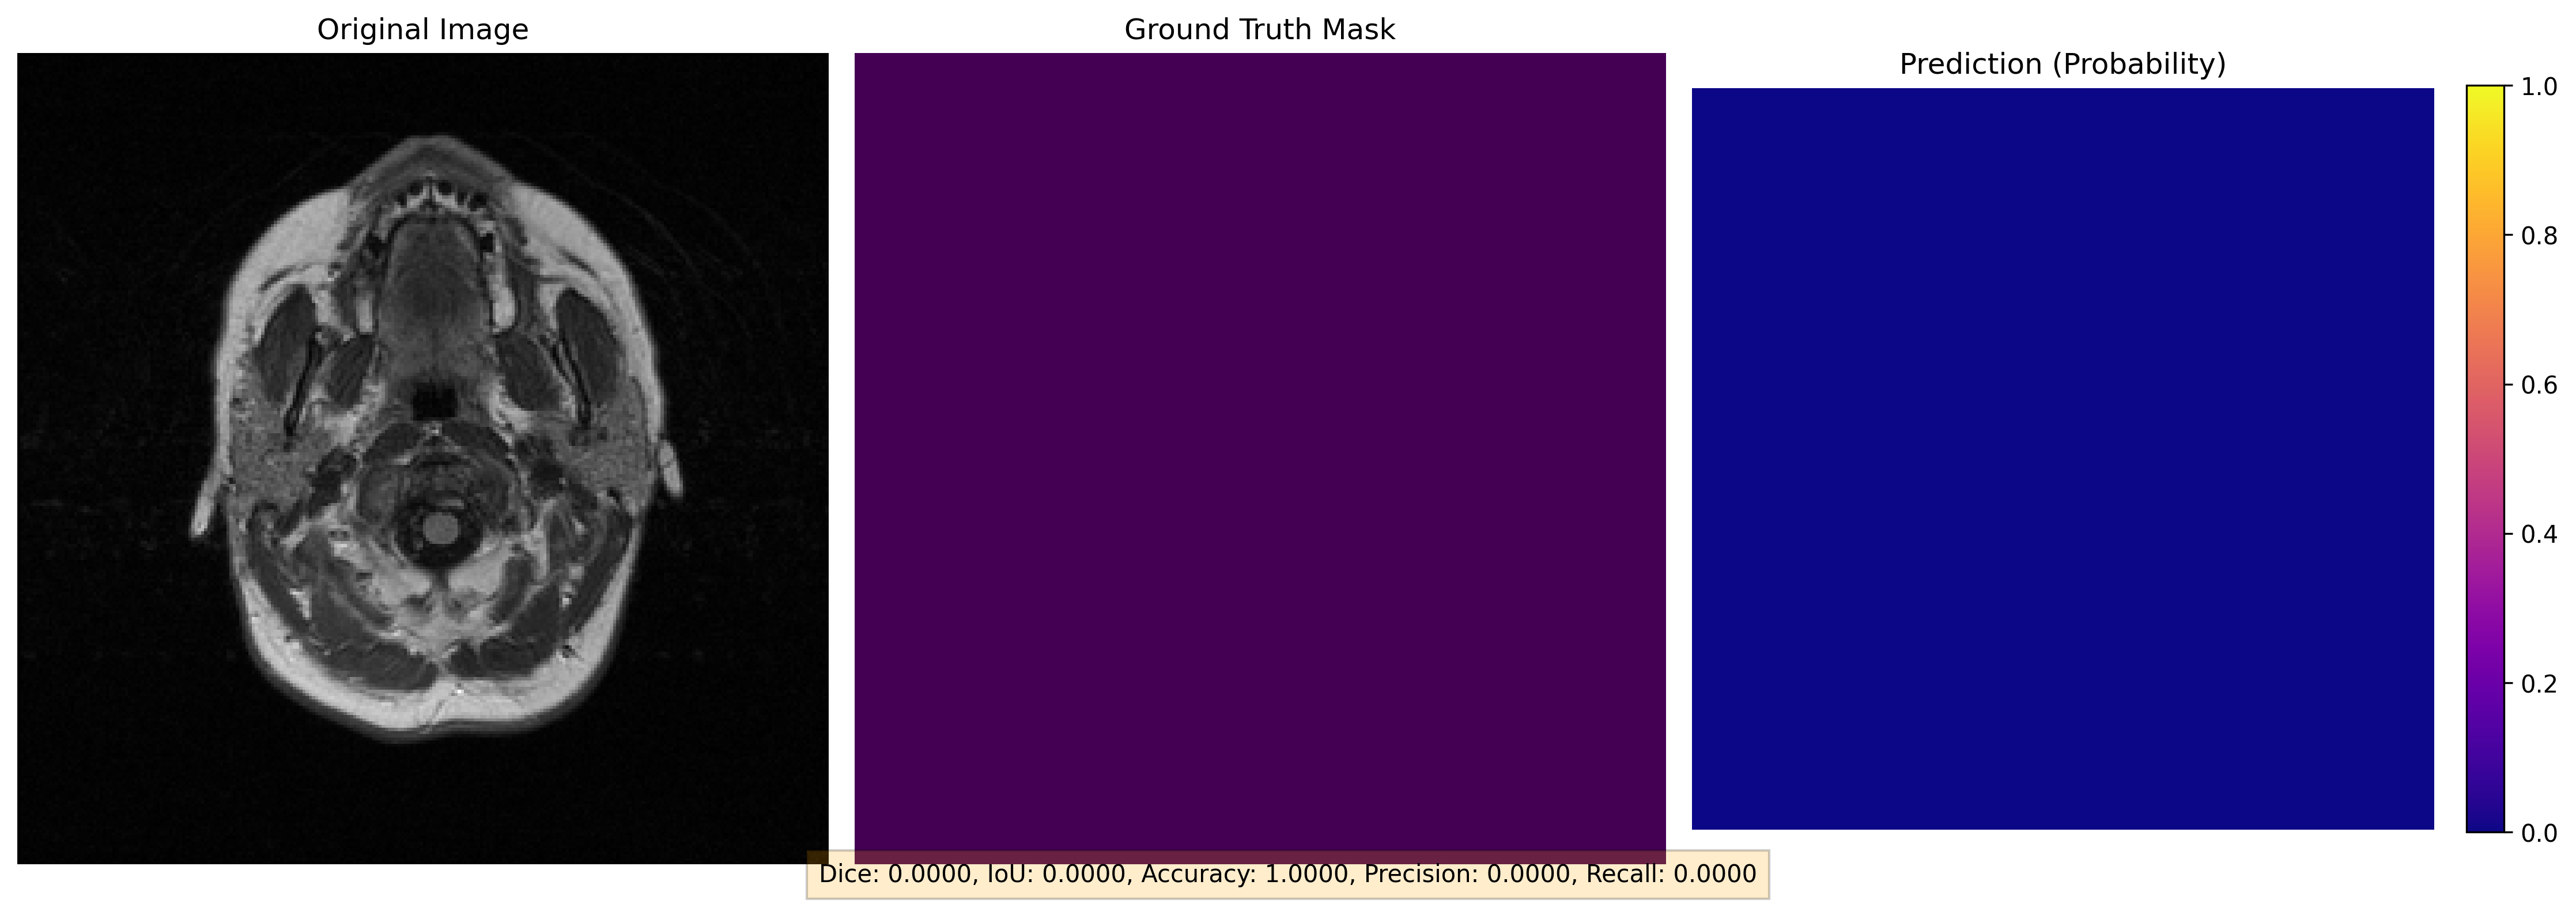 Original Image
Ground Truth Mask
Prediction (Probability)
1.0
0.8
0.6
0.4
0.2
0.0
Dice: 0.0000, IoU: 0.0000, Accuracy: 1.0000, Precision: 0.0000, Recall: 0.0000